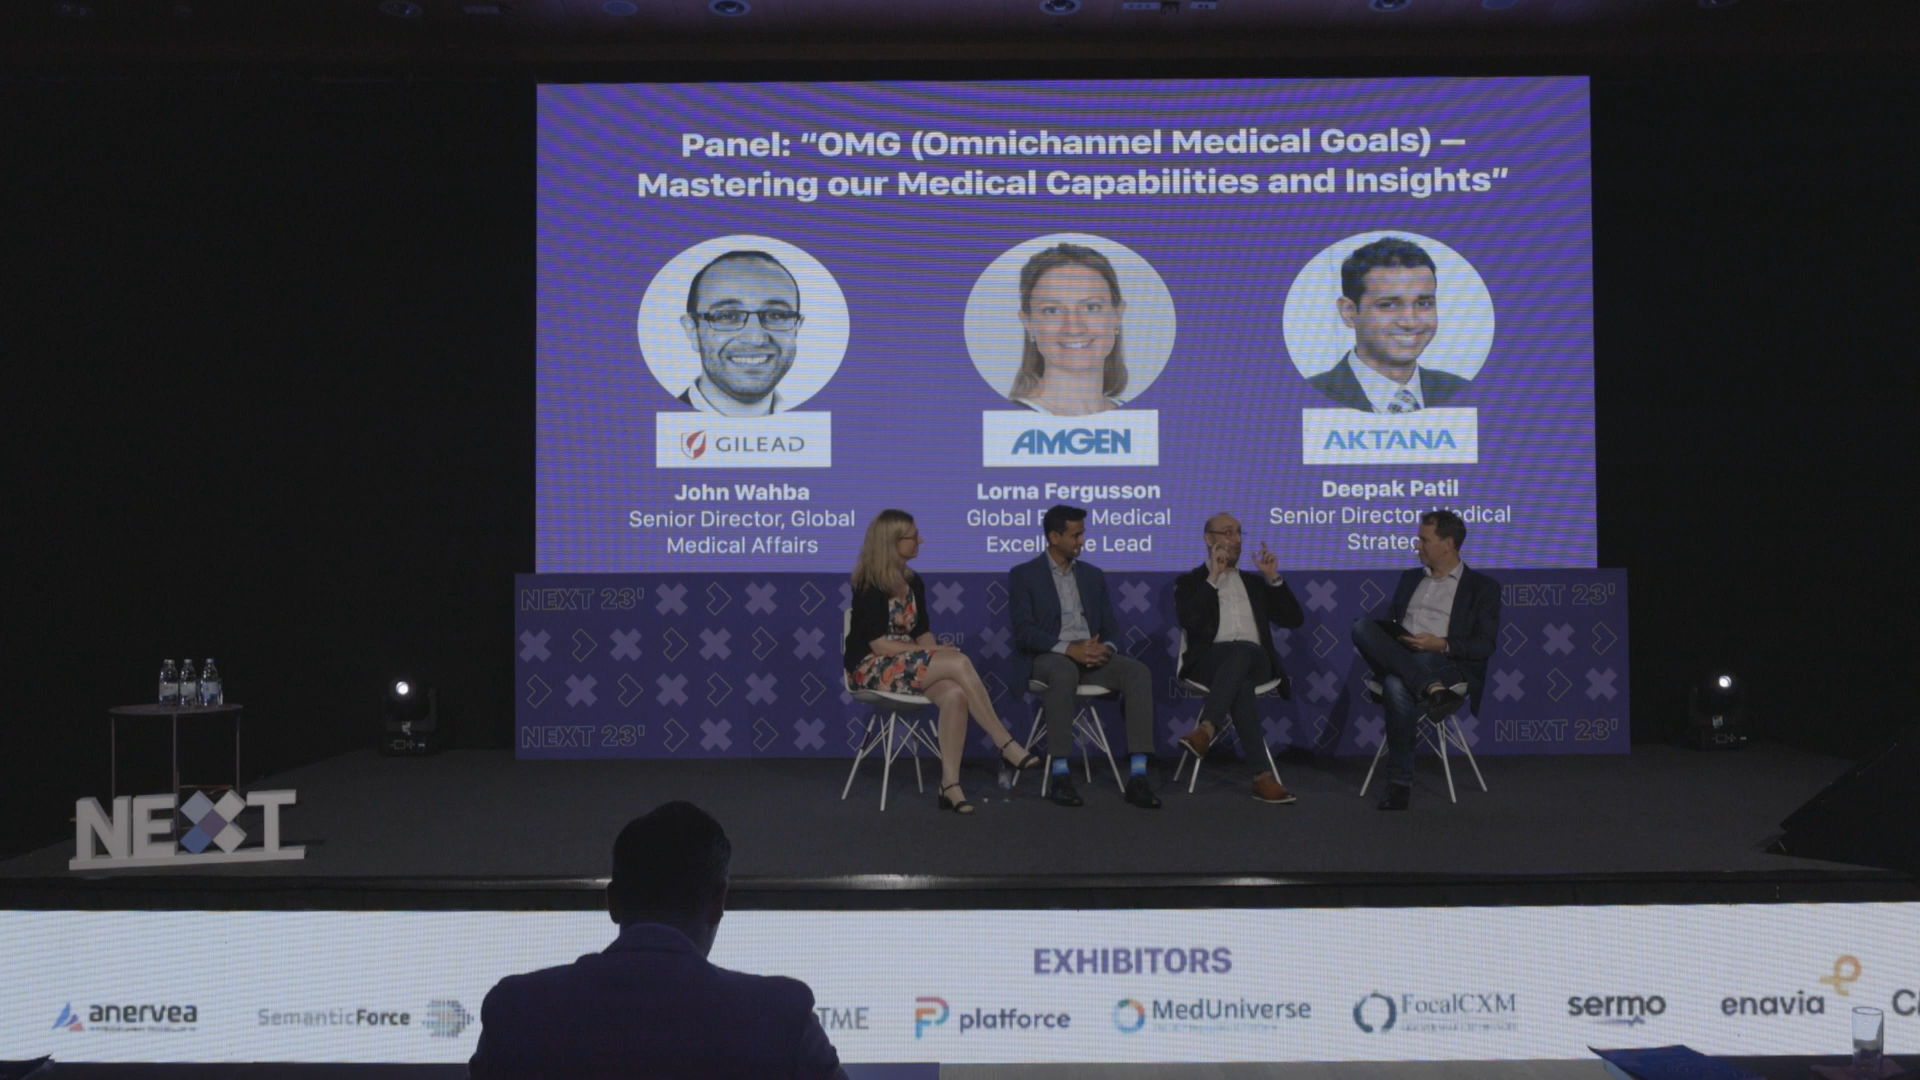 Panel: “OMG (Omnichannel Medical Goals) –
Mastering our Medical Capabilities and Insights”
GILEAD
AMGEN
AKTANA
John Wahba
Senior Director, Global
Medical Affairs
Lorna Fergusson
Global Medical
Lead
Deepak Patil
Senior Director, Medical
NEXT 23'
NEXT 23'
NEXT 23'
NEXT 23'
NEXT
EXHIBITORS
anervea
SemanticForce
platforce
MedUniverse
FocalCXM
sermo
enavia